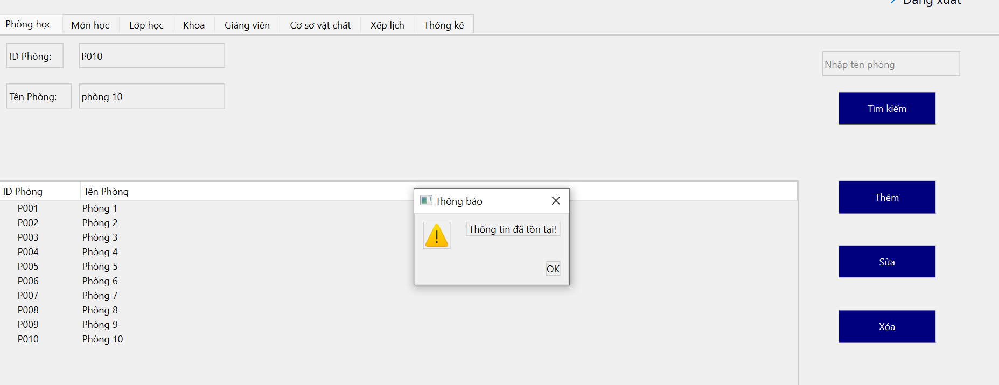 Đăng xuất
Phòng học Môn học Lớp học Khoa Giảng viên Cơ sở vật chất Xếp lịch Thống kê
ID Phòng: P010
Nhập tên phòng
Tên Phòng: phòng 10
Tìm kiếm
ID Phòng Tên Phòng
Thêm
Thông báo
P001 Phòng 1
P002 Phòng 2
Thông tin đã tồn tại!
P003 Phòng 3
P004 Phòng 4
Sửa
P005 Phòng 5
OK
P006 Phòng 6
P007 Phòng 7
P008 Phòng 8
P009 Phòng 9
Xóa
P010 Phòng 10